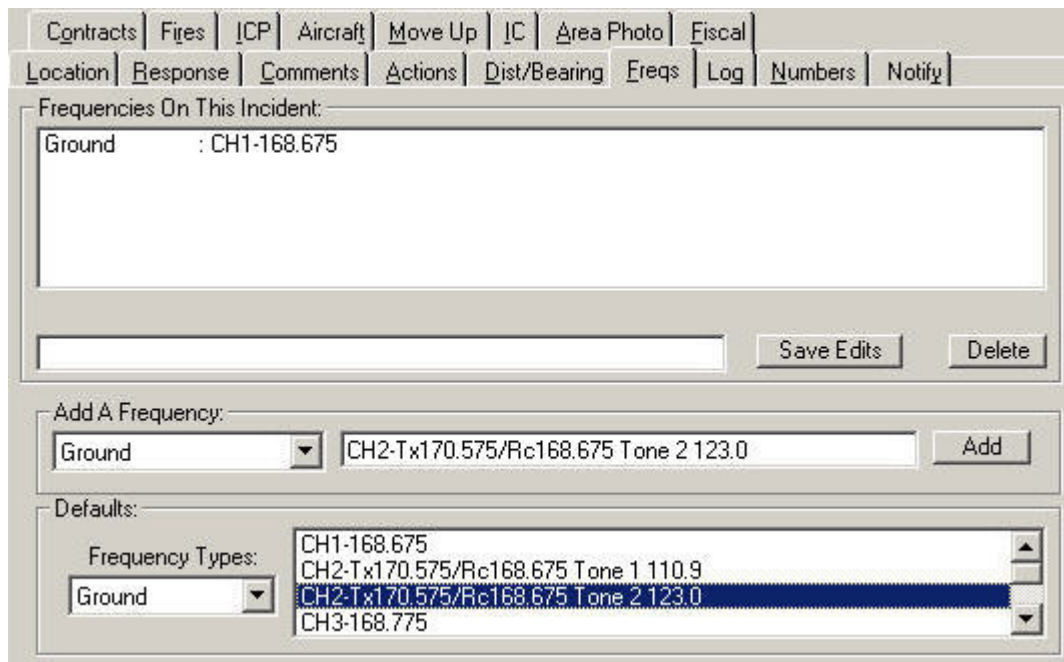 Contracts Fires ICP Aircraft Move Up IC Area Photo Fiscal
Location Response Comments Actions Dist/Bearing Freqs Log Numbers Notify
Frequencies On This Incident:
Ground : CH1-168.675
Save Edits Delete
Add A Frequency:
Ground CH2-Tx170.575/Rc168.675 Tone 2 123.0 Add
Defaults:
Frequency Types:
Ground
CH1-168.675
CH2-Tx170.575/Rc168.675 Tone 1 110.9
CH2-Tx170.575/Rc168.675 Tone 2 123.0
CH3-168.775